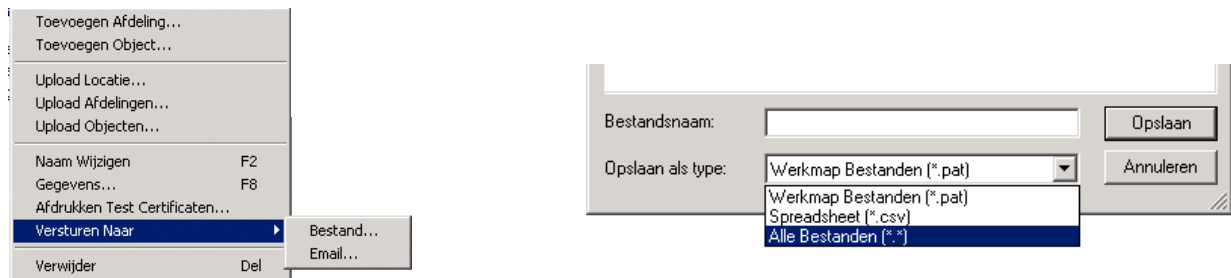 Toevoegen Afdeling...
Toevoegen Object...
Upload Locatie...
Upload Afdelingen...
Upload Objecten...
Naam Wijzigen F2
Gegevens... F8
Afdrukken Test Certificaten...
Versturen Naar
Verwijder Del
Bestand...
Email...
Bestandsnaam:
Opslaan
Opslaan als type:
Werkmap Bestanden (*.pat)
Annuleren
Werkmap Bestanden (*.pat)
Spreadsheet (*.csv)
Alle Bestanden (*.*)